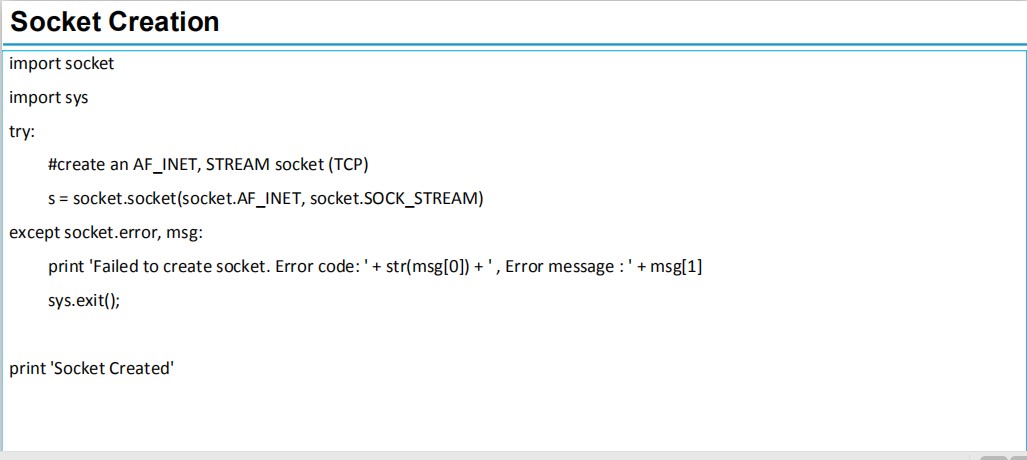 Socket Creation
import socket
import sys
try:
#create an AF_INET, STREAM socket (TCP)
s = socket.socket(socket.AF_INET, socket.SOCK_STREAM)
except socket.error, msg:
print 'Failed to create socket. Error code: ' + str(msg[0]) + ' , Error message : ' + msg[1]
sys.exit();
print 'Socket Created'